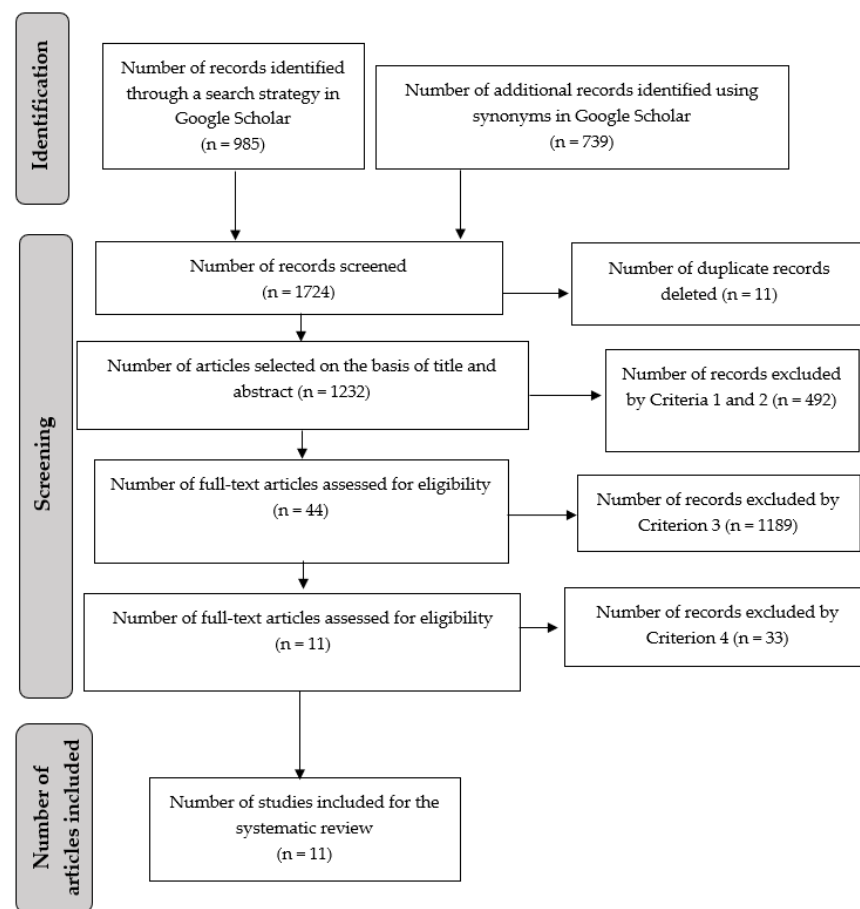 Identification
Number of records identified
through a search strategy in
Google Scholar
(n = 985)
Number of additional records identified using
synonyms in Google Scholar
(n = 739)
Screening
Number of records screened
(n = 1724)
Number of duplicate records
deleted (n = 11)
Number of articles selected on the basis of title and
abstract (n = 1232)
Number of records excluded
by Criteria 1 and 2 (n = 492)
Number of full-text articles assessed for eligibility
(n = 44)
Number of records excluded by
Criterion 3 (n = 1189)
Number of full-text articles assessed for eligibility
(n = 11)
Number of records excluded by
Criterion 4 (n = 33)
Number of
articles included
Number of studies included for the
systematic review
(n = 11)